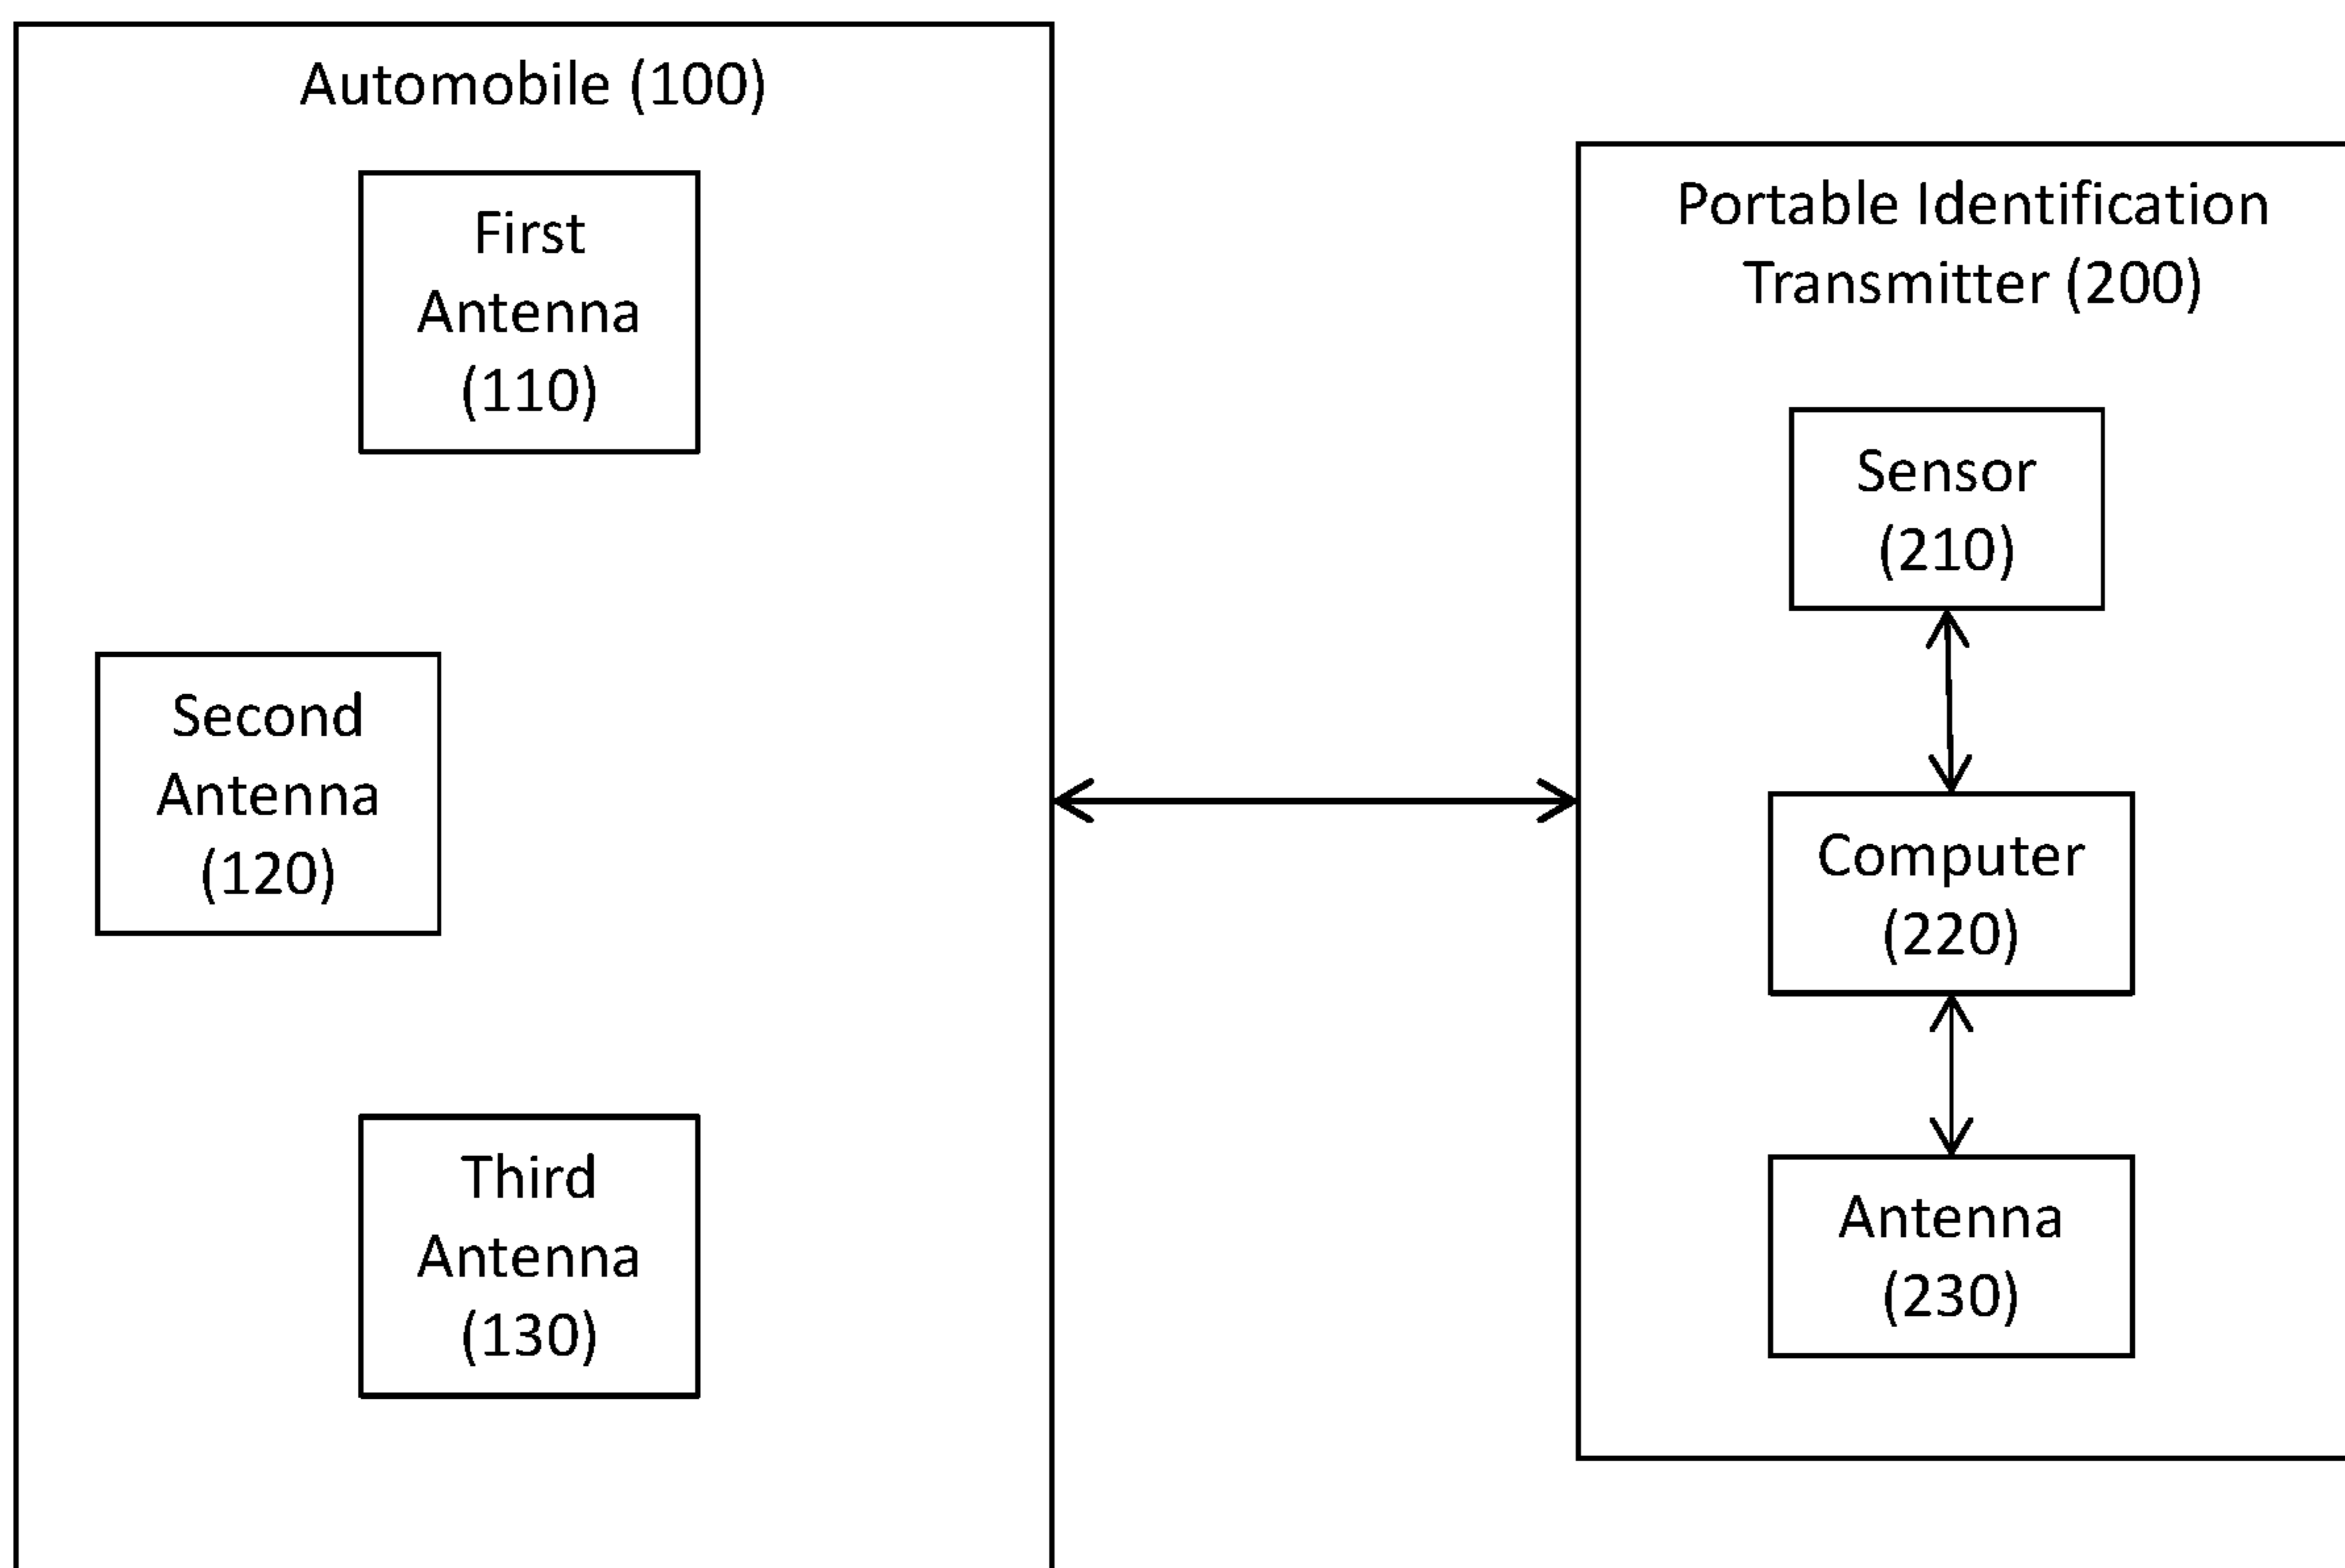 Automobile (100)
First
Antenna
(110)
Second
Antenna
(120)
Third
Antenna
(130)
Portable Identification
Transmitter (200)
Sensor
(210)
Computer
(220)
Antenna
(230)